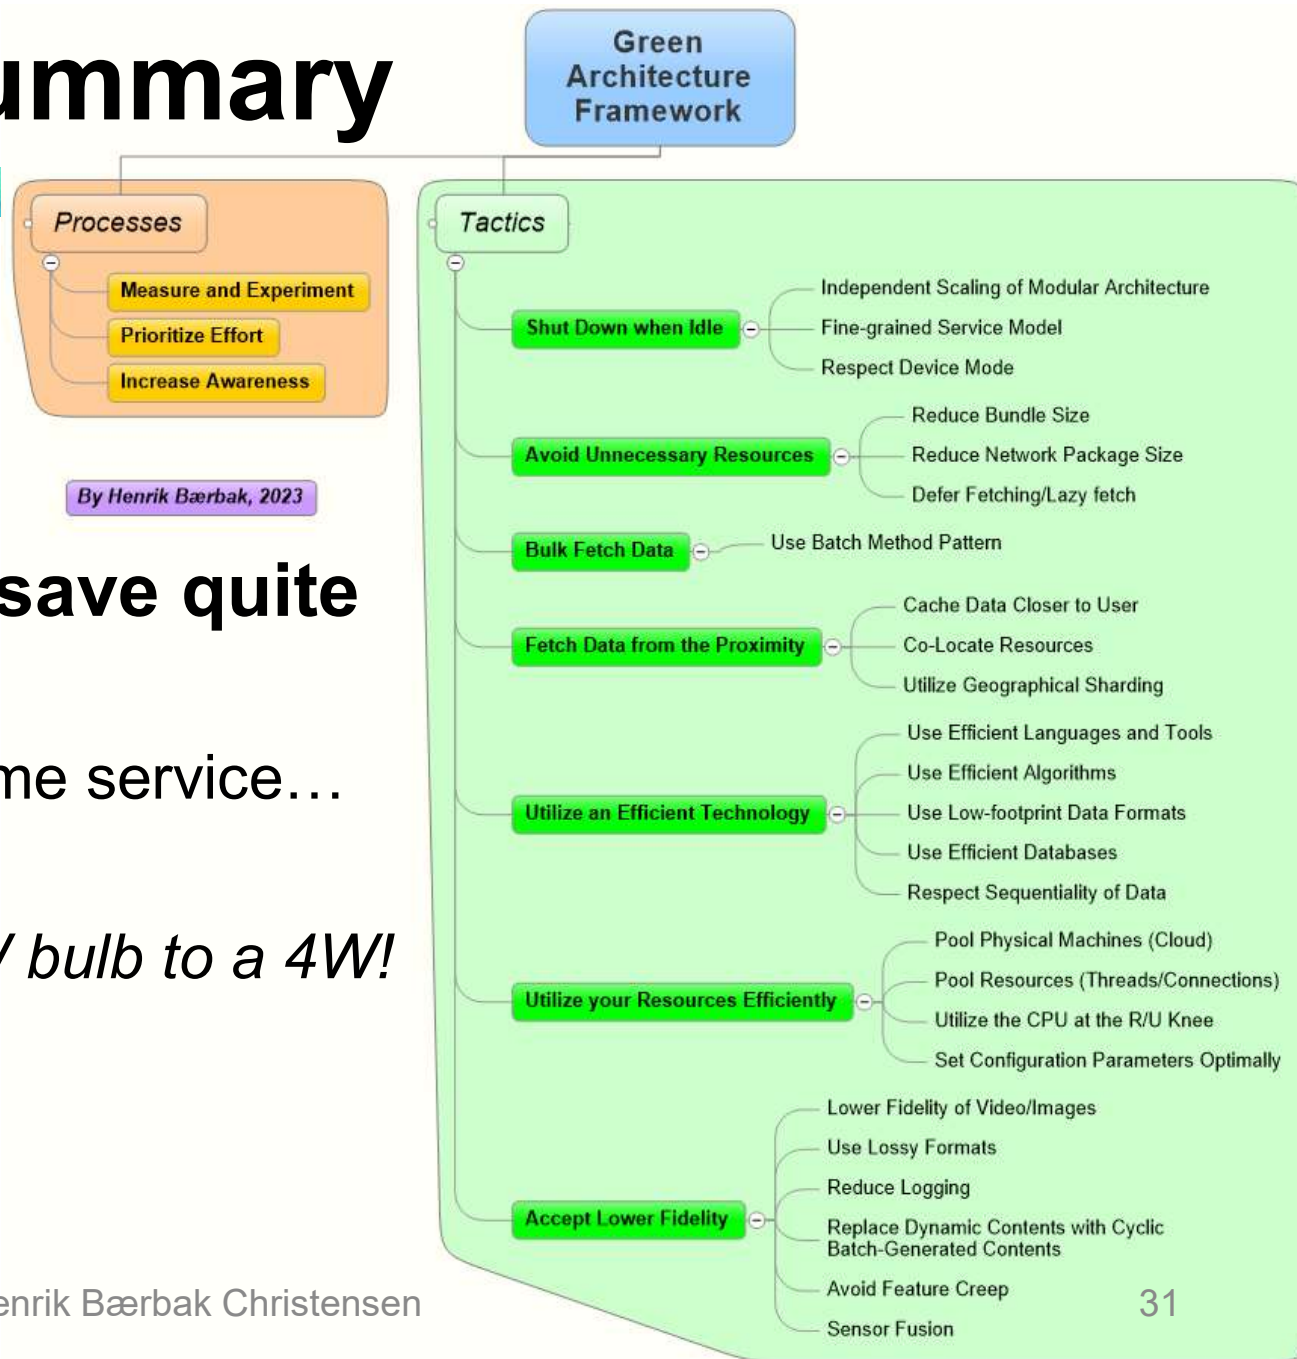 ummary
Green
Architecture
Framework
Processes
Measure and Experiment
Prioritize Effort
Increase Awareness
By Henrik Bærbak, 2023
save quite
me service…
bulb to a 4W!
Tactics
Shut Down when Idle
Independent Scaling of Modular Architecture
Fine-grained Service Model
Respect Device Mode
Avoid Unnecessary Resources
Reduce Bundle Size
Reduce Network Package Size
Defer Fetching/Lazy fetch
Bulk Fetch Data
Use Batch Method Pattern
Fetch Data from the Proximity
Cache Data Closer to User
Co-Locate Resources
Utilize Geographical Sharding
Utilize an Efficient Technology
Use Efficient Languages and Tools
Use Efficient Algorithms
Use Low-footprint Data Formats
Use Efficient Databases
Respect Sequentiality of Data
Utilize your Resources Efficiently
Pool Physical Machines (Cloud)
Pool Resources (Threads/Connections)
Utilize the CPU at the R/U Knee
Set Configuration Parameters Optimally
Accept Lower Fidelity
Lower Fidelity of Video/Images
Use Lossy Formats
Reduce Logging
Replace Dynamic Contents with Cyclic
Batch-Generated Contents
Avoid Feature Creep
Sensor Fusion
enrik Bærbak Christensen
31